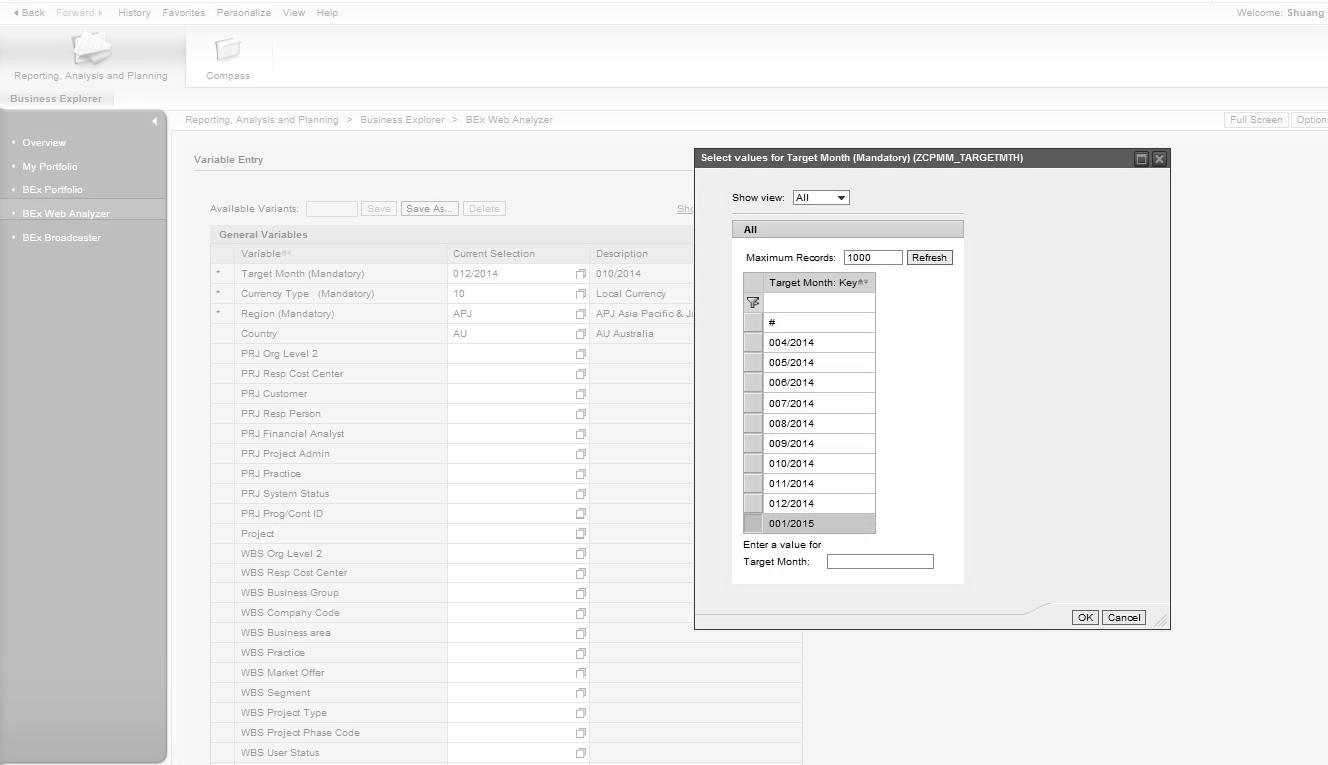 Back Forward History Favorites Personalize View Help Welcome: Shuang
Reporting, Analysis and Planning Compass
Business Explorer
Reporting, Analysis and Planning > Business Explorer > BEx Web Analyzer Full Screen Option
Overview
My Portfolio
BEx Portfolio
BEx Web Analyzer
BEx Broadcaster
Variable Entry
Available Variants: Save Save As... Delete
General Variables
Variable Current Selection Description
* Target Month (Mandatory) 012/2014 010/2014
* Currency Type (Mandatory) 10 Local Currency
* Region (Mandatory) APJ APJ Asia Pacific & Ja
Country AU AU Australia
PRJ Org Level 2
PRJ Resp Cost Center
PRJ Customer
PRJ Resp Person
PRJ Financial Analyst
PRJ Project Admin
PRJ Practice
PRJ System Status
PRJ Prog/Cont ID
Project
WBS Org Level 2
WBS Resp Cost Center
WBS Business Group
WBS Company Code
WBS Business area
WBS Practice
WBS Market Offer
WBS Segment
WBS Project Type
WBS Project Phase Code
WBS User Status
Select values for Target Month (Mandatory) (ZCPMM_TARGETMTH)
Show view: All
All
Maximum Records: 1000 Refresh
Target Month: Key
#
004/2014
005/2014
006/2014
007/2014
008/2014
009/2014
010/2014
011/2014
012/2014
001/2015
Enter a value for
Target Month:
OK Cancel